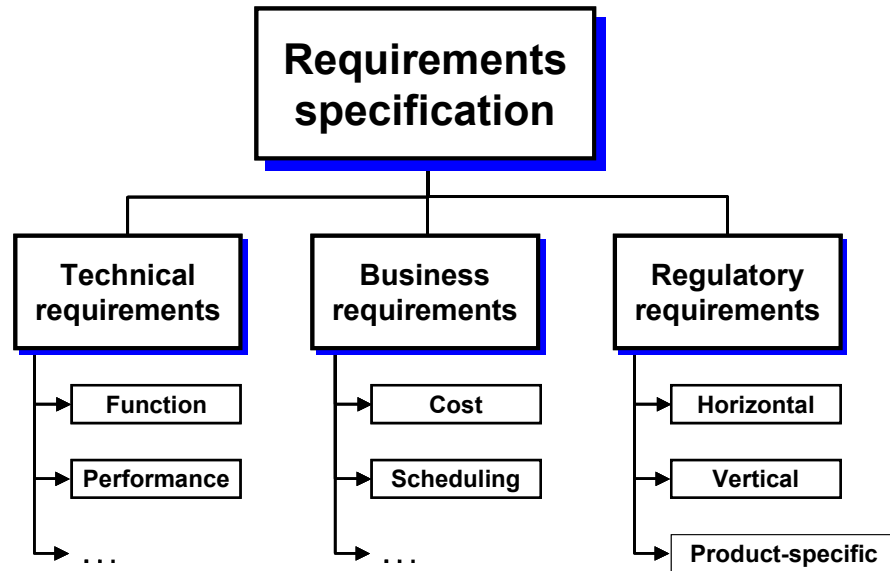 Requirements
specification
Technical
requirements
Business
requirements
Regulatory
requirements
Function
Cost
Horizontal
Performance
Scheduling
Vertical
. . .
. . .
Product-specific